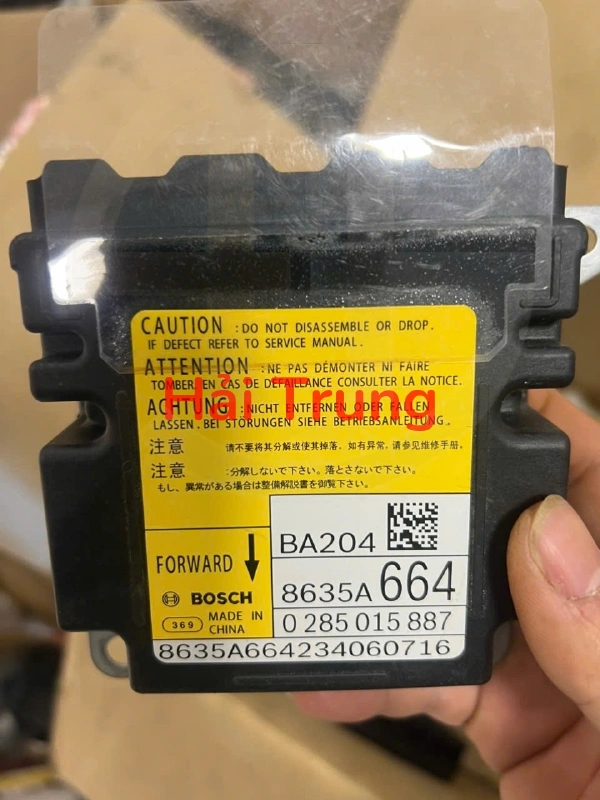 CAUTION :DO NOT DISASSEMBLE OR DROP.
IF DEFECT REFER TO SERVICE MANUAL.
ATTENTION :NE PAS DÉMONTER NI FAIRE
TOMBER. EN CAS DE DÉFAILLANCE CONSULTER LA NOTICE.
Hải Trung
ACHTUNG :NICHT ENTFERNEN ODER FALLEN
LASSEN. BEI STÖRUNGEN SIEHE BETRIEBSANLEITUNG.
注意 请不要将其分解或使其掉落。如有异常,请参见维修手册。
注意 :分解しないで下さい。落とさないで下さい。
もし、異常がある場合は整備解説書を御覧下さい。
FORWARD
BA204
8635A 664
BOSCH
369 MADE IN
CHINA
0 285 015 887
8635A664234060716